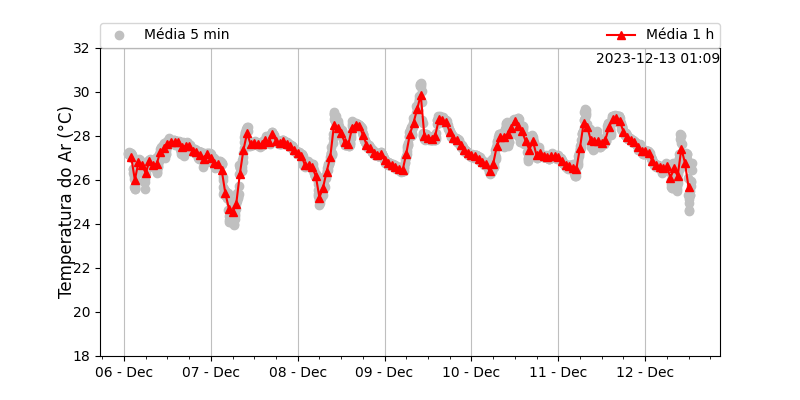 Média 5 min
Média 1 h
2023-12-13 01:09
Temperatura do Ar (°C)
32
30
28
26
24
22
20
18
06 - Dec
07 - Dec
08 - Dec
09 - Dec
10 - Dec
11 - Dec
12 - Dec